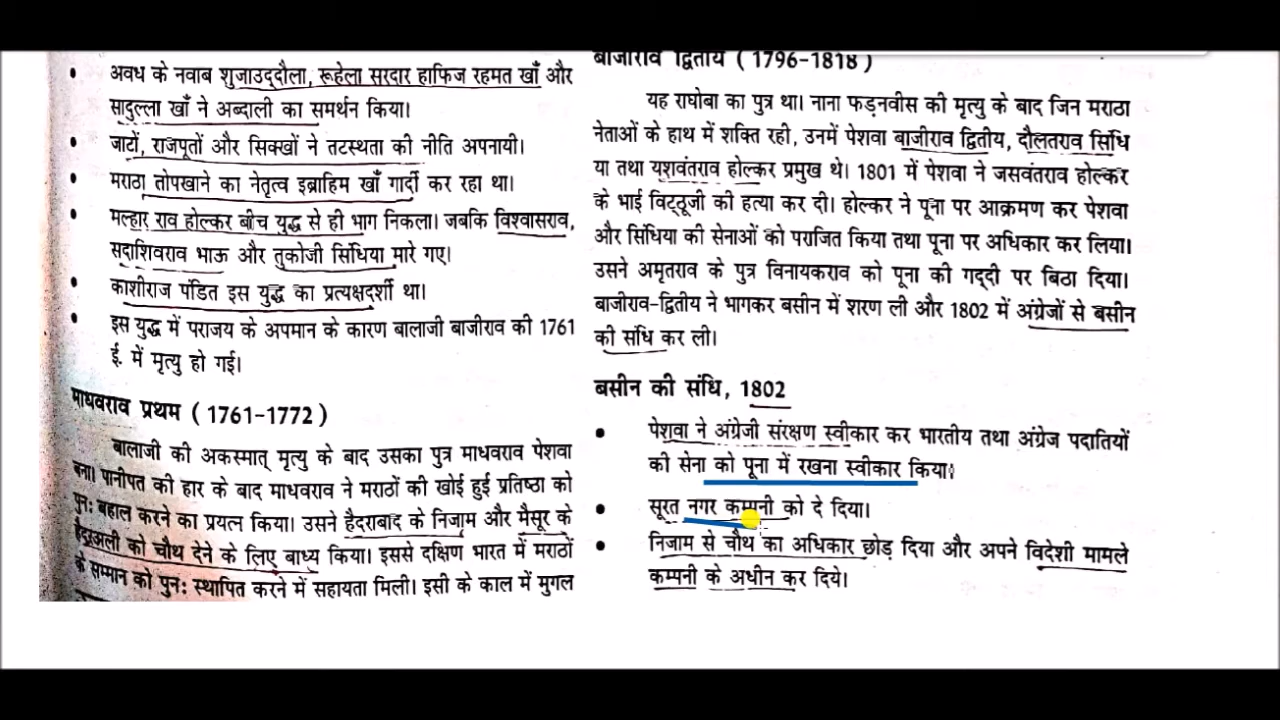 अवध के नवाब शुजाउद्दौला, रूहेला सरदार हाफिज रहमत खाँ और
सादुल्ला खाँ ने अब्दाली का समर्थन किया।
जाटों, राजपूतों और सिक्खों ने तटस्थता की नीति अपनायी।
मराठा तोपखाने का नेतृत्व इब्राहिम खाँ गार्दी कर रहा था।
मल्हार राव होल्कर बीच युद्ध से ही भाग निकला। जबकि विश्वासराव,
सदाशिवराव भाऊ और तुकोजी सिंधिया मारे गए।
काशीराज पंडित इस युद्ध का प्रत्यक्षदर्शी था।
इस युद्ध में पराजय के अपमान के कारण बालाजी बाजीराव की 1761
ई. में मृत्यु हो गई।
माधवराव प्रथम (1761-1772)
बालाजी की अकस्मात् मृत्यु के बाद उसका पुत्र माधवराव पेशवा
बना। पानीपत की हार के बाद माधवराव ने मराठों की खोई हुई प्रतिष्ठा को
पुनः बहाल करने का प्रयत्न किया। उसने हैदराबाद के निजाम और मैसूर के
हैदरअली को चौथ देने के लिए बाध्य किया। इससे दक्षिण भारत में मराठों
के सम्मान को पुनः स्थापित करने में सहायता मिली। इसी के काल में मुगल
बाजीराव द्वितीय (1796-1818)
यह राघोबा का पुत्र था। नाना फड़नवीस की मृत्यु के बाद जिन मराठा
नेताओं के हाथ में शक्ति रही, उनमें पेशवा बाजीराव द्वितीय, दौलतराव सिंधि
या तथा यशवंतराव होल्कर प्रमुख थे। 1801 में पेशवा ने जसवंतराव होल्कर
के भाई विट्ठूजी की हत्या कर दी। होल्कर ने पूना पर आक्रमण कर पेशवा
और सिंधिया की सेनाओं को पराजित किया तथा पूना पर अधिकार कर लिया।
उसने अमृतराव के पुत्र विनायकराव को पूना की गद्दी पर बिठा दिया।
बाजीराव-द्वितीय ने भागकर बसीन में शरण ली और 1802 में अंग्रेजों से बसीन
की संधि कर ली।
बसीन की संधि, 1802
पेशवा ने अंग्रेजी संरक्षण स्वीकार कर भारतीय तथा अंग्रेज पदातियों
की सेना को पूना में रखना स्वीकार किया।
सूरत नगर कम्पनी को दे दिया।
निजाम से चौथ का अधिकार छोड़ दिया और अपने विदेशी मामले
कम्पनी के अधीन कर दिये।